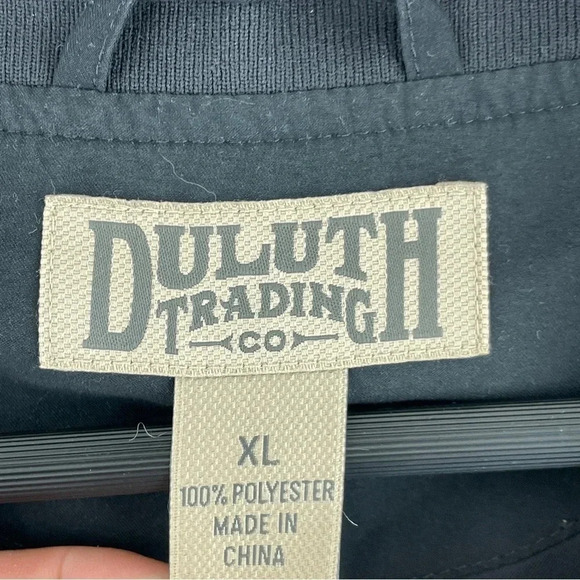 DULUTH
TRADING
CO
XL
100% POLYESTER
MADE IN
CHINA